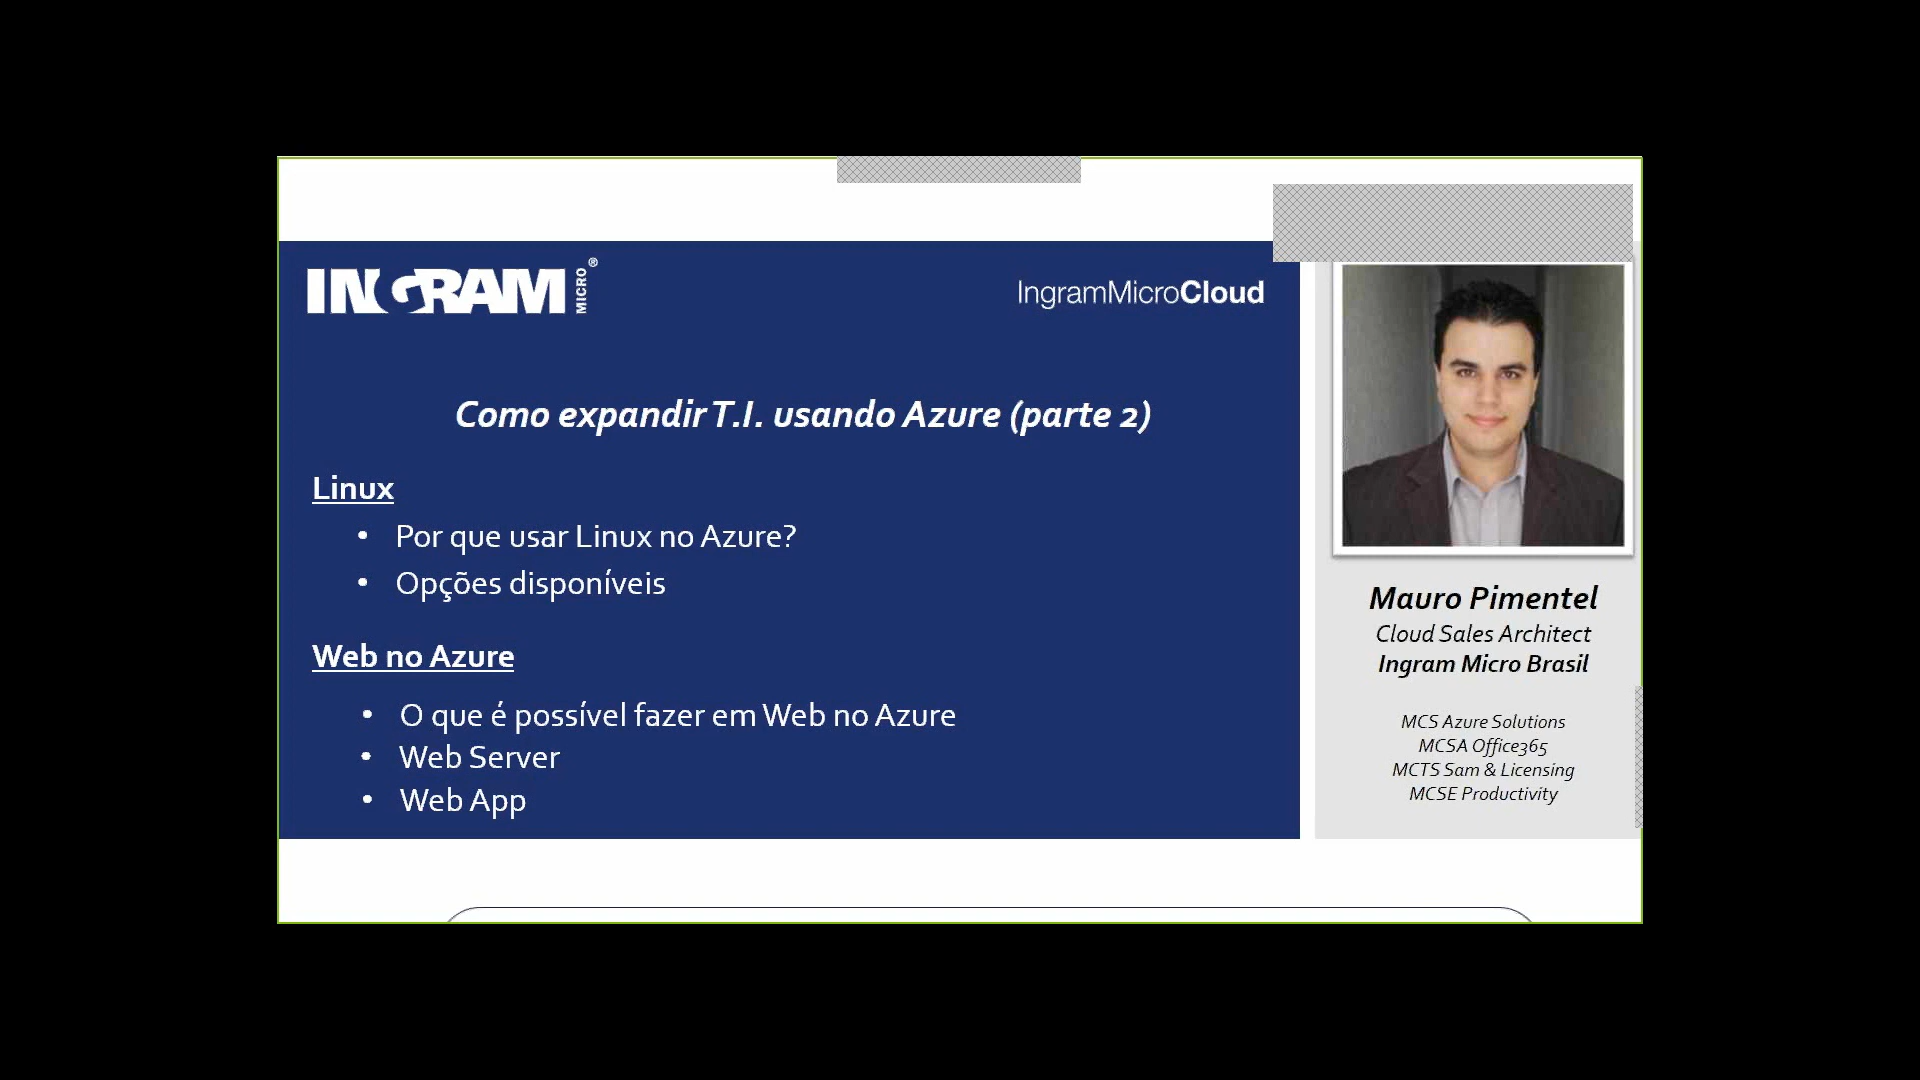 INGRAM MICRO®
IngramMicroCloud
Como expandir T.I. usando Azure (parte 2)
Linux
• Por que usar Linux no Azure?
• Opções disponíveis
Web no Azure
• O que é possível fazer em Web no Azure
• Web Server
• Web App
Mauro Pimentel
Cloud Sales Architect
Ingram Micro Brasil
MCS Azure Solutions
MCSA Office365
MCTS Sam & Licensing
MCSE Productivity